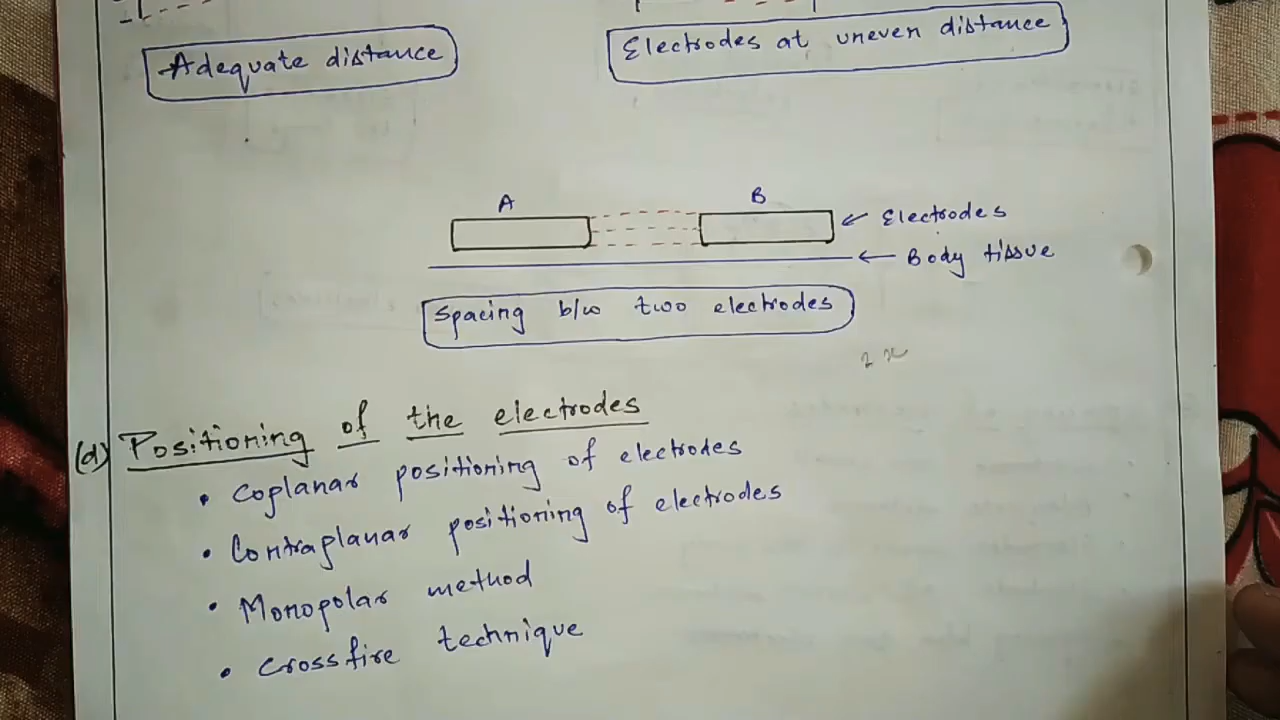 Adequate distance
Electrodes at uneven distance
A
B
Electrodes
Body tissue
Spacing b/w two electrodes
(d) Positioning of the electrodes
• Coplanar positioning of electrodes
• Contraplanar positioning of electrodes
• Monopolar method
• Crossfire technique